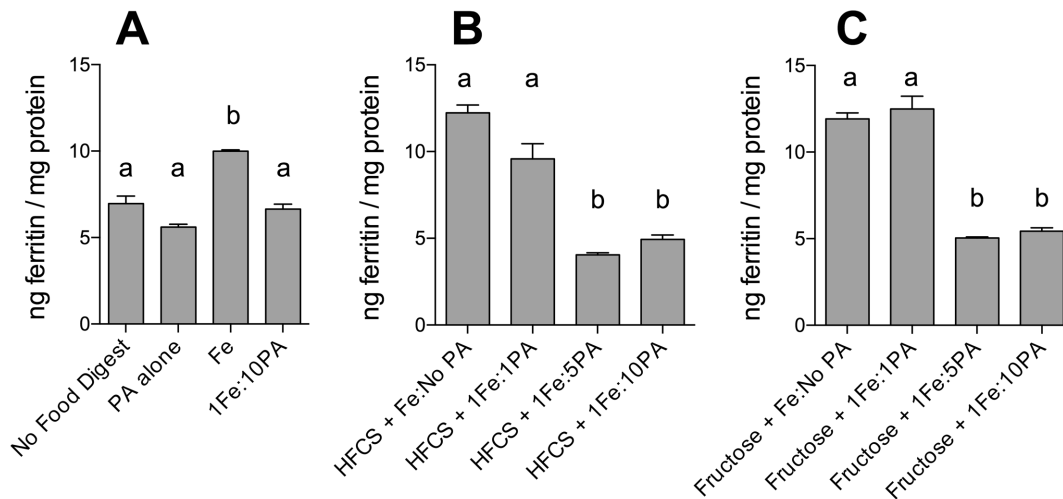 A
ng ferritin / mg protein
15
10
5
0
a
a
b
a
No Food Digest
PA alone
Fe
1Fe:10PA
B
ng ferritin / mg protein
15
10
5
0
a
a
b
b
HFCS + Fe:No PA
HFCS + 1Fe:1PA
HFCS + 1Fe:5PA
HFCS + 1Fe:10PA
C
ng ferritin / mg protein
15
10
5
0
a
a
b
b
Fructose + Fe:No PA
Fructose + 1Fe:1PA
Fructose + 1Fe:5PA
Fructose + 1Fe:10PA